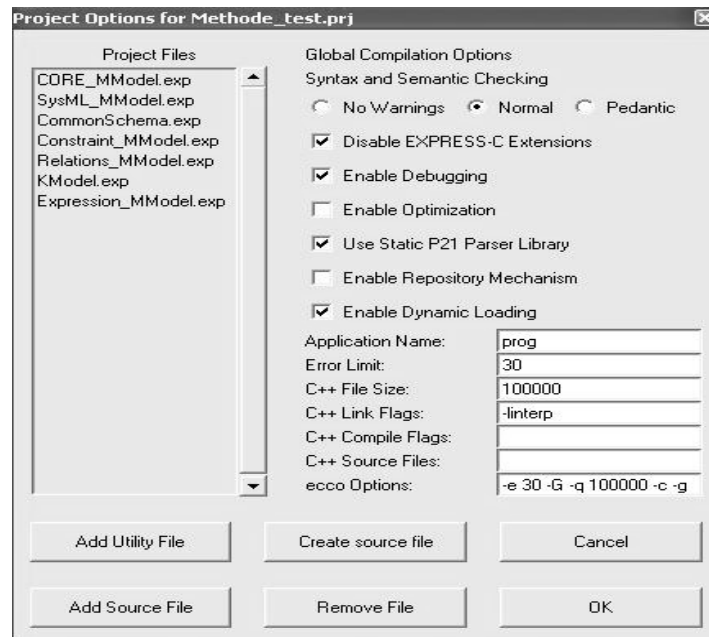 Project Options for Methode_test.prj
Project Files
CORE_MModel.exp
SysML_MModel.exp
CommonSchema.exp
Constraint_MModel.exp
Relations_MModel.exp
KModel.exp
Expression_MModel.exp
Global Compilation Options
Syntax and Semantic Checking
No Warnings Normal Pedantic
Disable EXPRESS-C Extensions
Enable Debugging
Enable Optimization
Use Static P21 Parser Library
Enable Repository Mechanism
Enable Dynamic Loading
Application Name: prog
Error Limit: 30
C++ File Size: 100000
C++ Link Flags: -linterp
C++ Compile Flags:
C++ Source Files:
ecco Options: -e 30 -G -q 100000 -c -g
Add Utility File Create source file Cancel
Add Source File Remove File OK